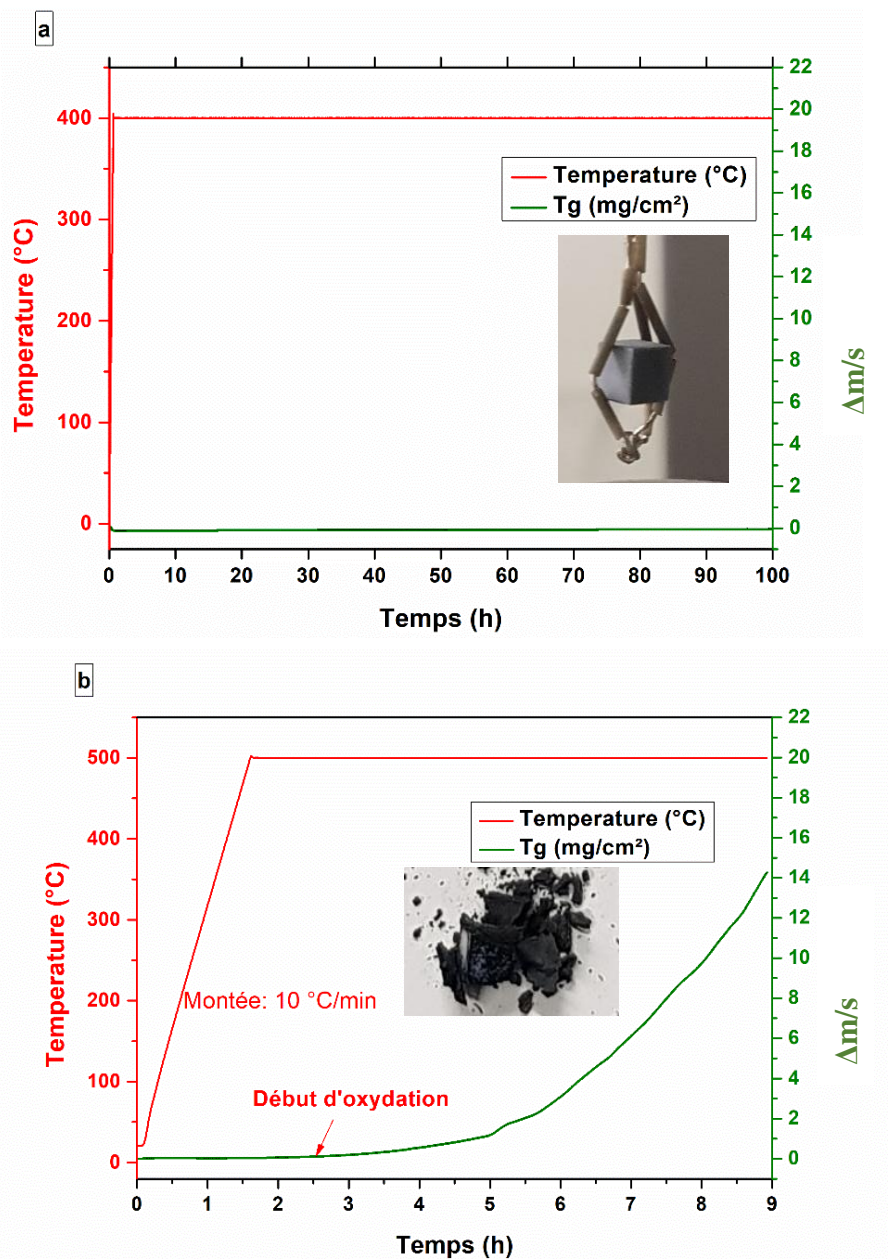 a
Temperature (°C)
400
300
200
100
0
22
20
18
16
14
12
10
8
6
4
2
0
Δm/s
Temperature (°C)
Tg (mg/cm²)
0 10 20 30 40 50 60 70 80 90 100
Temps (h)
b
Temperature (°C)
500
400
300
200
100
0
22
20
18
16
14
12
10
8
6
4
2
0
Δm/s
Temperature (°C)
Tg (mg/cm²)
Montée: 10 °C/min
Début d'oxydation
0 1 2 3 4 5 6 7 8 9
Temps (h)